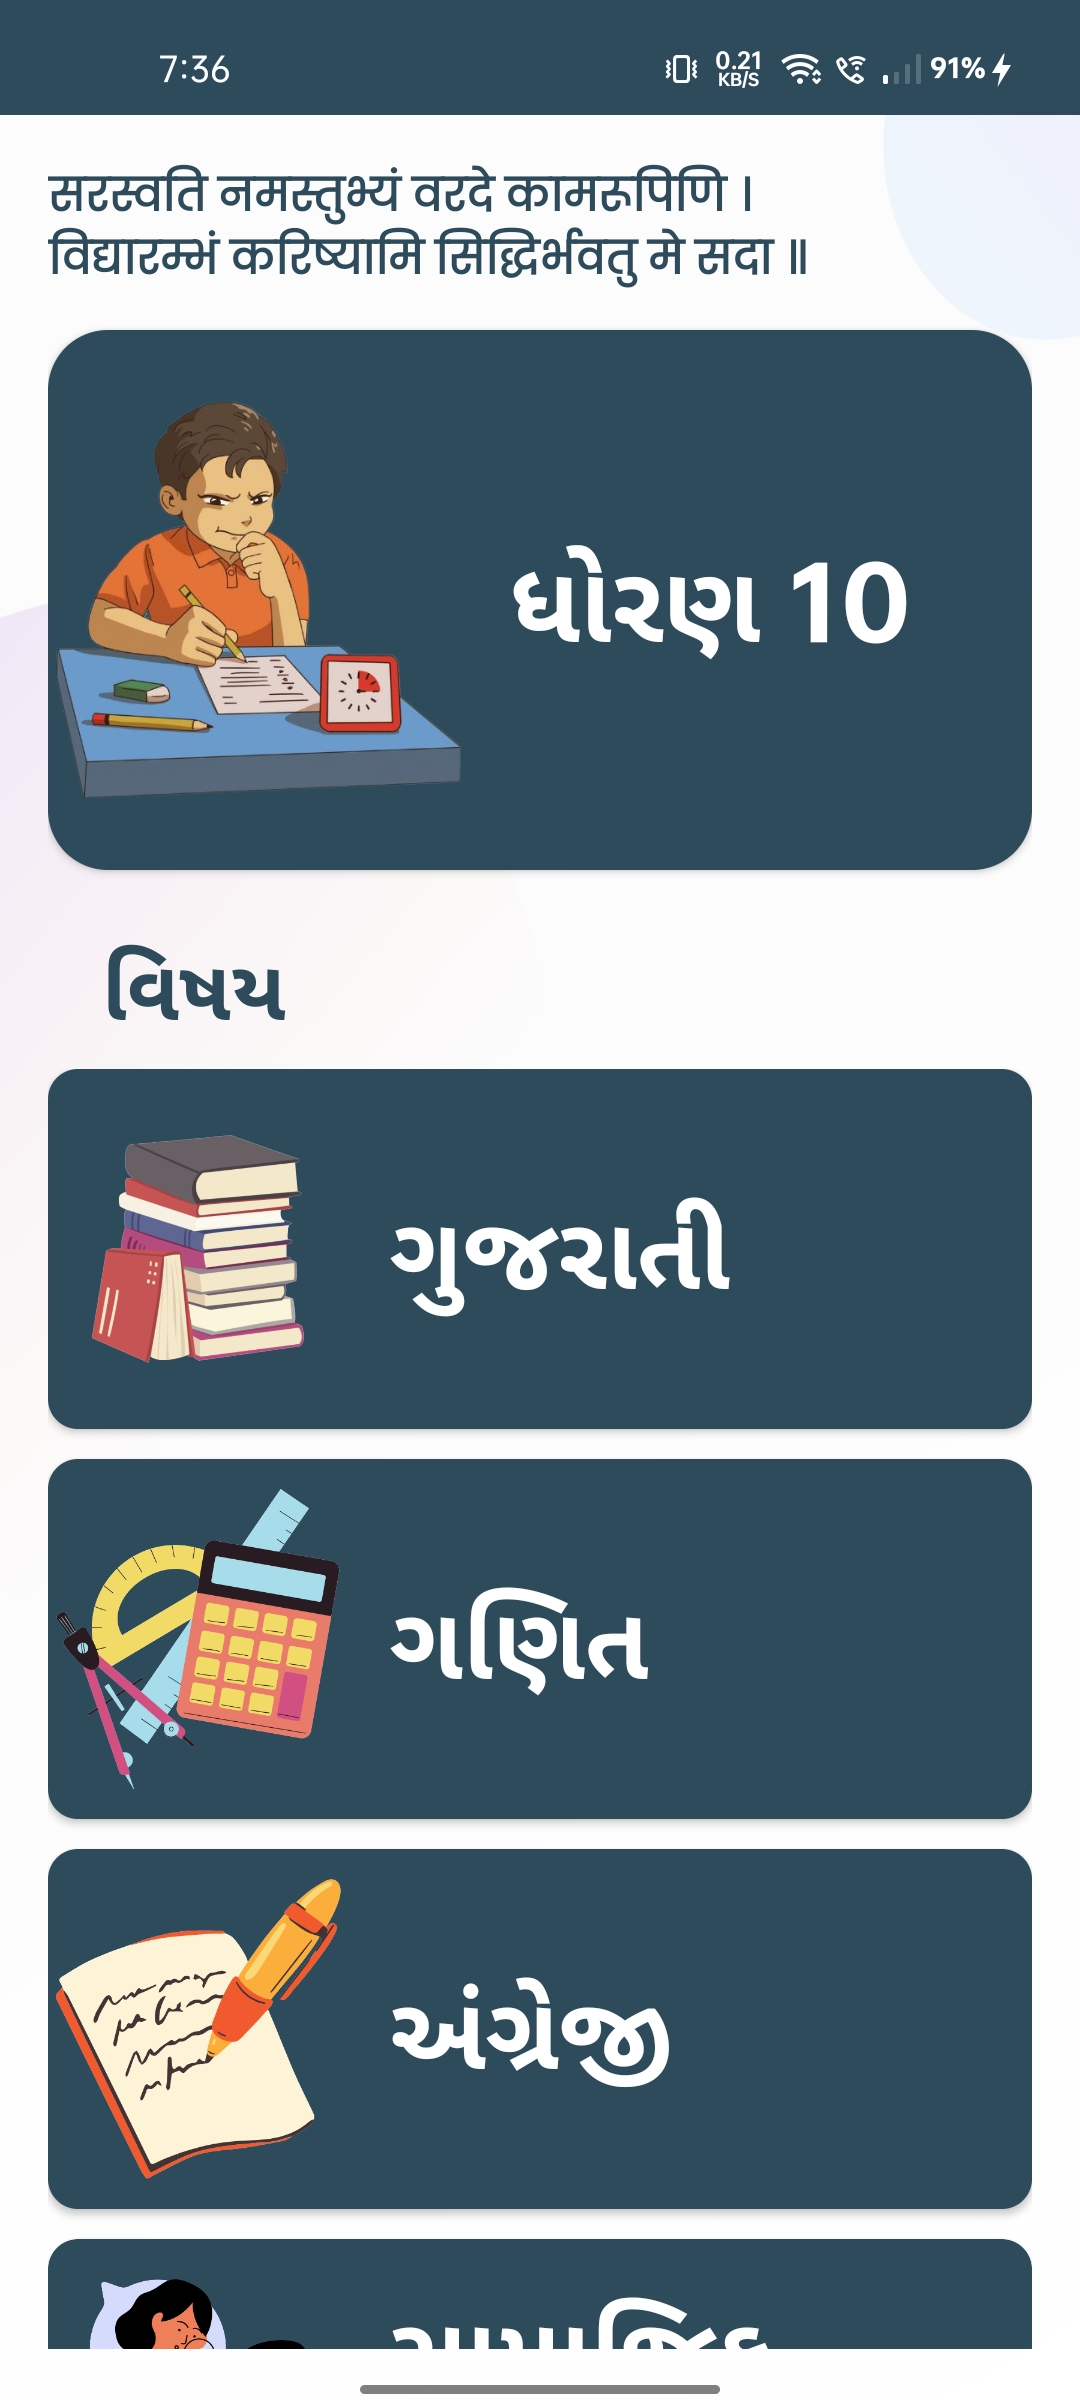 7:36
0.21
KB/S
91%
सरस्वति नमस्तुभ्यं वरदे कामरूपिणि ।
विद्यारम्भं करिष्यामि सिद्धिर्भवतु मे सदा ॥
ધોરણ 10
વિષય
ગુજરાતી
ગણિત
અંગ્રેજી